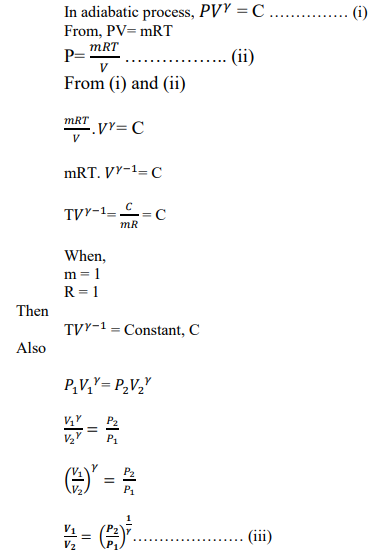 In adiabatic process, PV^γ = C …………… (i)
From, PV= mRT
P= mRT/V …………….. (ii)
From (i) and (ii)
mRT/V .V^γ= C
mRT. V^γ−1= C
TV^γ−1= C/mR = C
When,
m = 1
R = 1
Then
TV^γ−1 = Constant, C
Also
P₁V₁^γ= P₂V₂^γ
V₁^γ/V₂^γ = P₂/P₁
(V₁/V₂)^γ = P₂/P₁
V₁/V₂ = (P₂/P₁)^1/γ………………… (iii)